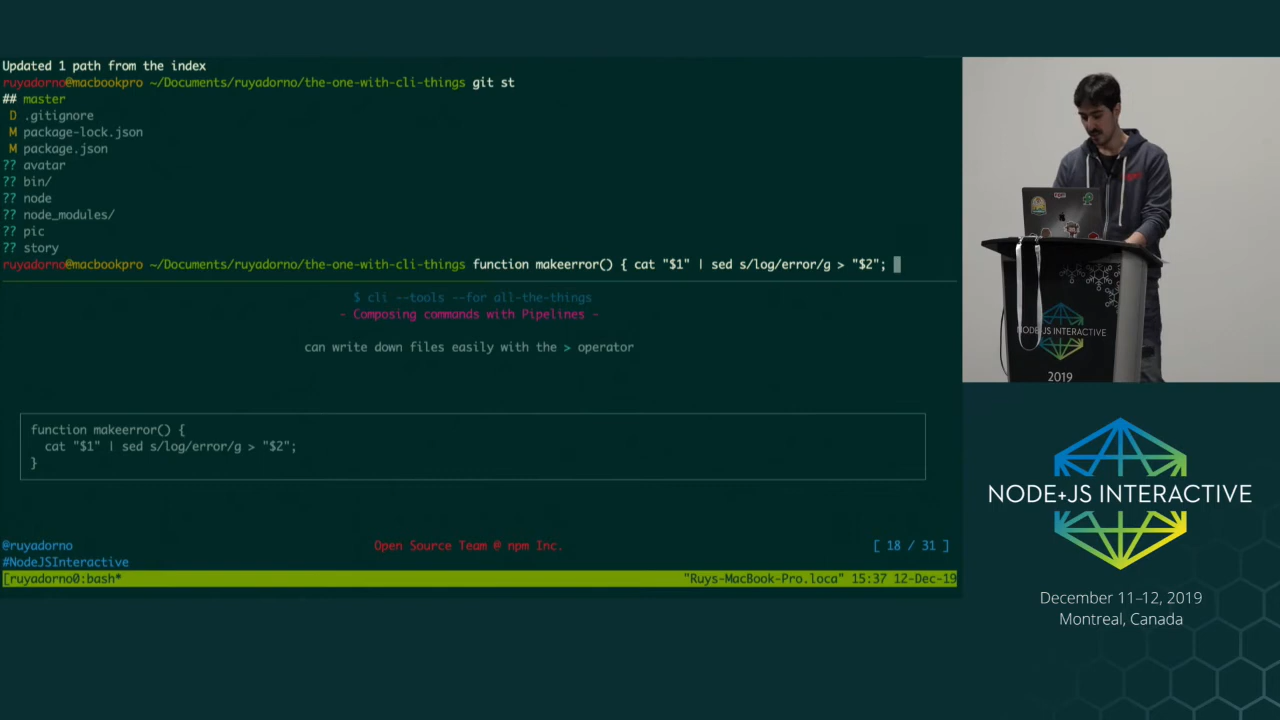 Updated 1 path from the index
ruyadorno@macbookpro ~/Documents/ruyadorno/the-one-with-cli-things git st
## master
 D .gitignore
 M package-lock.json
 M package.json
?? avatar
?? bin/
?? node
?? node_modules/
?? pic
?? story
ruyadorno@macbookpro ~/Documents/ruyadorno/the-one-with-cli-things function makeerror() { cat "$1" | sed s/log/error/g > "$2";
$ cli --tools --for all-the-things
- Composing commands with Pipelines -
can write down files easily with the > operator
function makeerror() {
  cat "$1" | sed s/log/error/g > "$2";
}
@ruyadorno
Open Source Team @ npm Inc.
[ 18 / 31 ]
#NodeJSInteractive
[ruyadorno0:bash*
"Ruys-MacBook-Pro.loca" 15:37 12-Dec-19
NODE+JS INTERACTIVE
2019
NODE+JS INTERACTIVE
December 11–12, 2019
Montreal, Canada